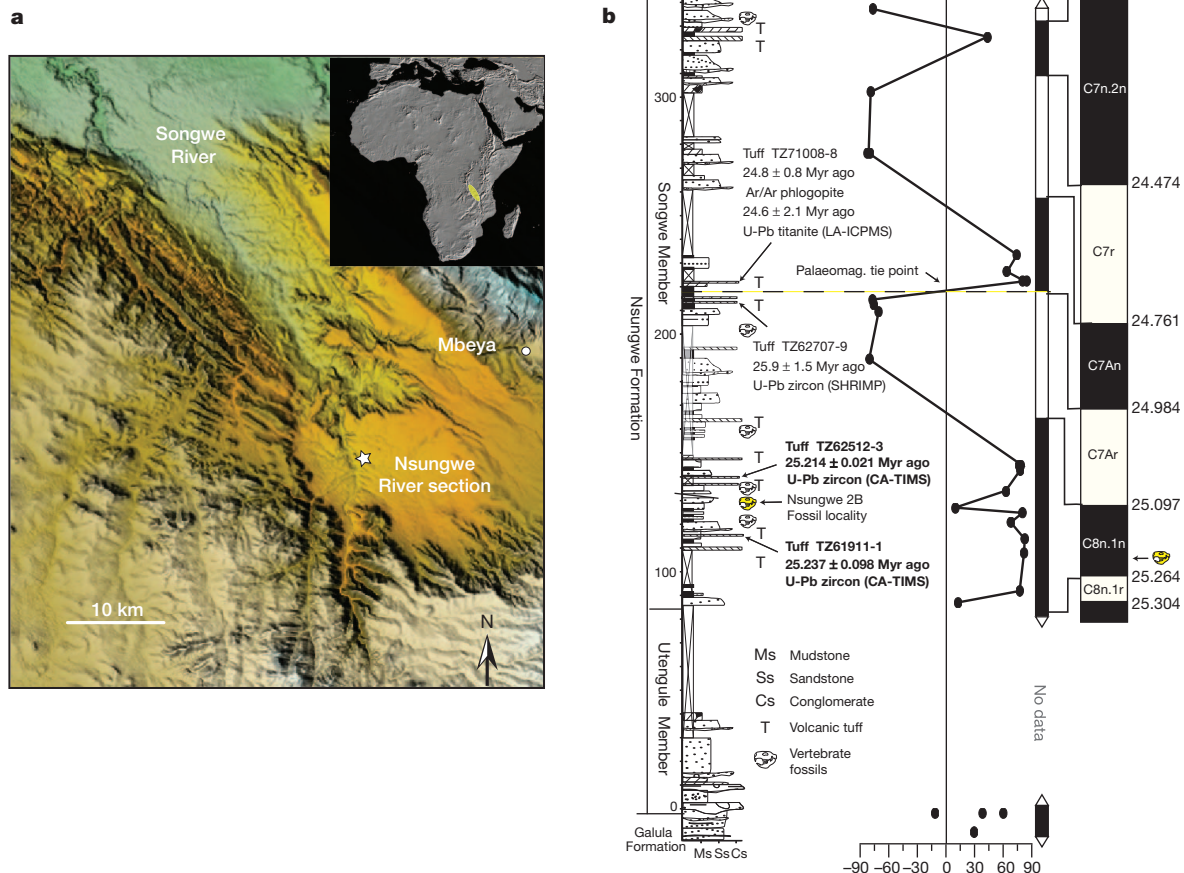 a
Songwe
River
Mbeya
Nsungwe
River section
10 km
N
b
Nsungwe Formation
Songwe Member
Utengule Member
Galula
Formation
300
200
100
0
Ms Ss Cs
T
T
Tuff TZ71008-8
24.8 ± 0.8 Myr ago
Ar/Ar phlogopite
24.6 ± 2.1 Myr ago
U-Pb titanite (LA-ICPMS)
Palaeomag. tie point
T
T
Tuff TZ62707-9
25.9 ± 1.5 Myr ago
U-Pb zircon (SHRIMP)
T
T
Tuff TZ62512-3
25.214 ± 0.021 Myr ago
U-Pb zircon (CA-TIMS)
T
Nsungwe 2B
Fossil locality
T
Tuff TZ61911-1
25.237 ± 0.098 Myr ago
U-Pb zircon (CA-TIMS)
T
Ms Mudstone
Ss Sandstone
Cs Conglomerate
T Volcanic tuff
Vertebrate
fossils
No data
–90 –60 –30 0 30 60 90
C7n.2n
24.474
C7r
24.761
C7An
24.984
C7Ar
25.097
C8n.1n
25.264
C8n.1r
25.304